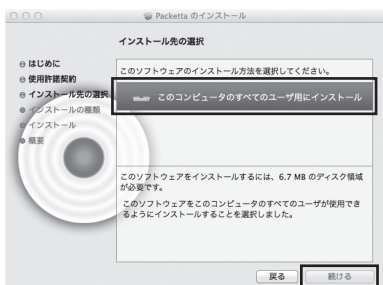 Packetta のインストール
インストール先の選択
はじめに
使用許諾契約
インストール先の選択
インストールの種類
インストール
概要
このソフトウェアのインストール方法を選択してください。
このコンピュータのすべてのユーザ用にインストール
このソフトウェアをインストールするには、6.7 MB のディスク領域
が必要です。
このソフトウェアをこのコンピュータのすべてのユーザが使用でき
るようにインストールすることを選択しました。
戻る
続ける